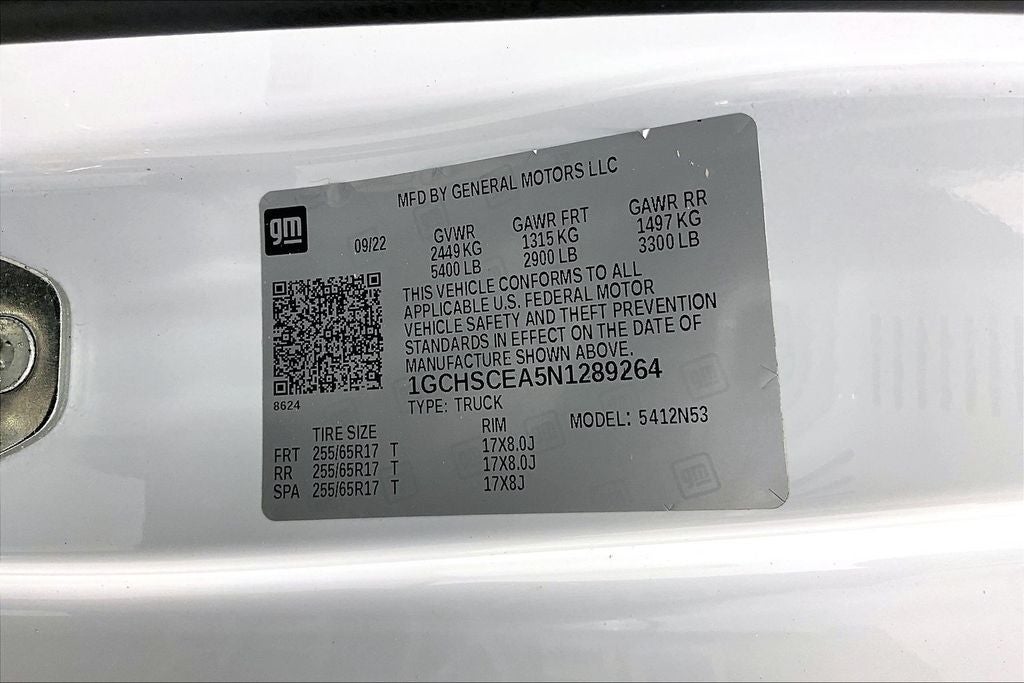 MFD BY GENERAL MOTORS LLC
gm
09/22
GVWR GAWR FRT GAWR RR
2449 KG 1315 KG 1497 KG
5400 LB 2900 LB 3300 LB
THIS VEHICLE CONFORMS TO ALL
APPLICABLE U.S. FEDERAL MOTOR
VEHICLE SAFETY AND THEFT PREVENTION
STANDARDS IN EFFECT ON THE DATE OF
MANUFACTURE SHOWN ABOVE.
1GCHSCEA5N1289264
8624
TYPE: TRUCK
MODEL: 5412N53
TIRE SIZE RIM
FRT 255/65R17 T 17X8.0J
RR 255/65R17 T 17X8.0J
SPA 255/65R17 T 17X8J
gm